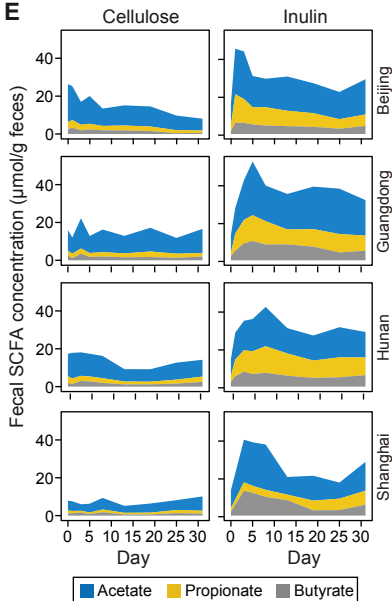 E
Cellulose Inulin
Fecal SCFA concentration (μmol/g feces)
40
20
0
Beijing
40
20
0
Guangdong
40
20
0
Hunan
40
20
0
Shanghai
0 5 10 15 20 25 30 0 5 10 15 20 25 30
Day Day
Acetate Propionate Butyrate